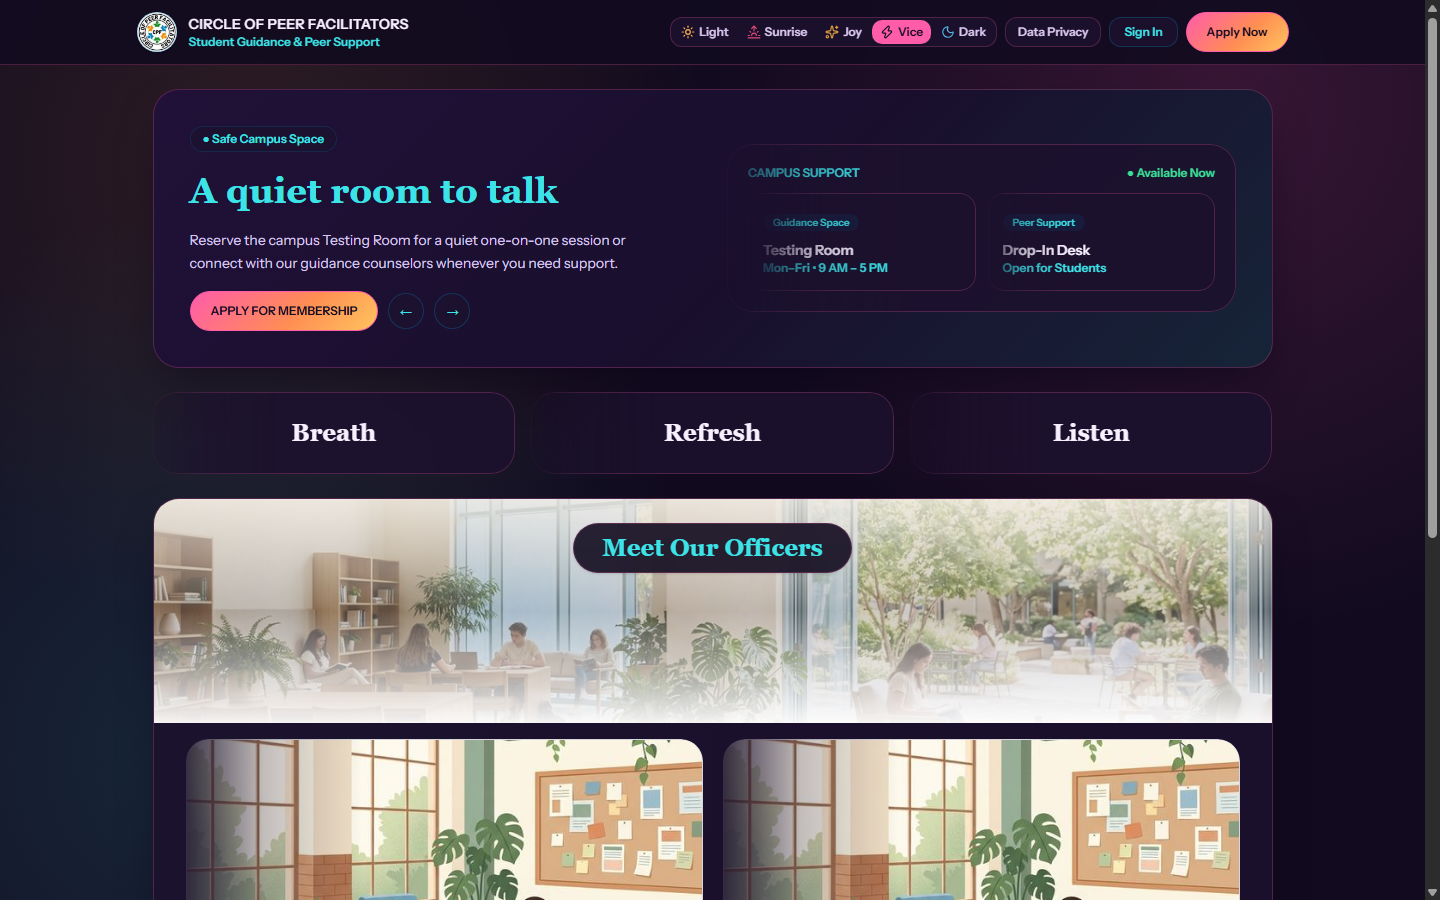 CIRCLE OF PEER FACILITATORS
Student Guidance & Peer Support
Light
Sunrise
Joy
Vice
Dark
Data Privacy
Sign In
Apply Now
● Safe Campus Space
A quiet room to talk
Reserve the campus Testing Room for a quiet one-on-one session or
connect with our guidance counselors whenever you need support.
APPLY FOR MEMBERSHIP
←
→
CAMPUS SUPPORT
● Available Now
Guidance Space
Testing Room
Mon–Fri • 9 AM – 5 PM
Peer Support
Drop-In Desk
Open for Students
Breath
Refresh
Listen
Meet Our Officers